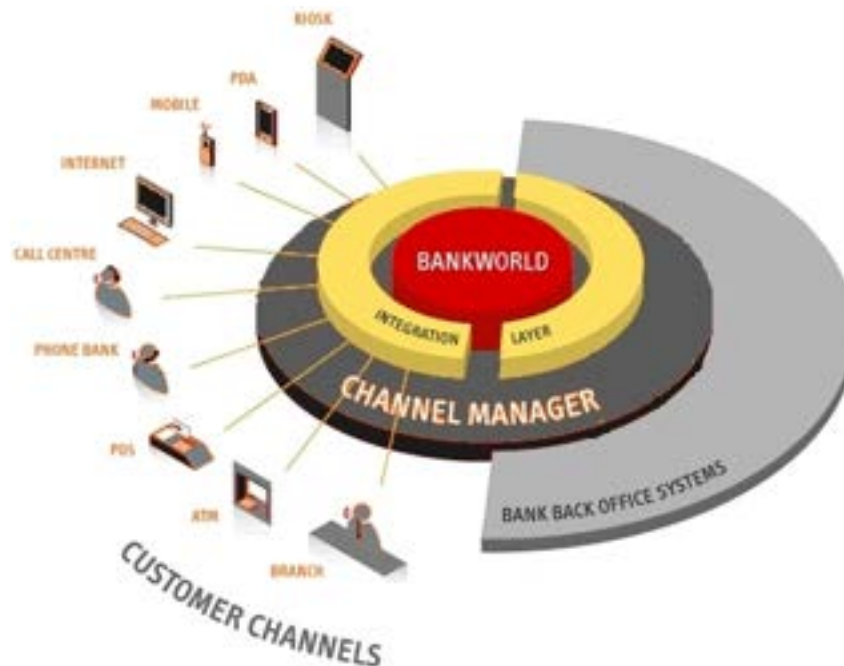 KIOSK
PDA
MOBILE
INTERNET
CALL CENTRE
PHONE BANK
POS
ATM
BRANCH
CUSTOMER CHANNELS
BANKWORLD
INTEGRATION LAYER
CHANNEL MANAGER
BANK BACK OFFICE SYSTEMS